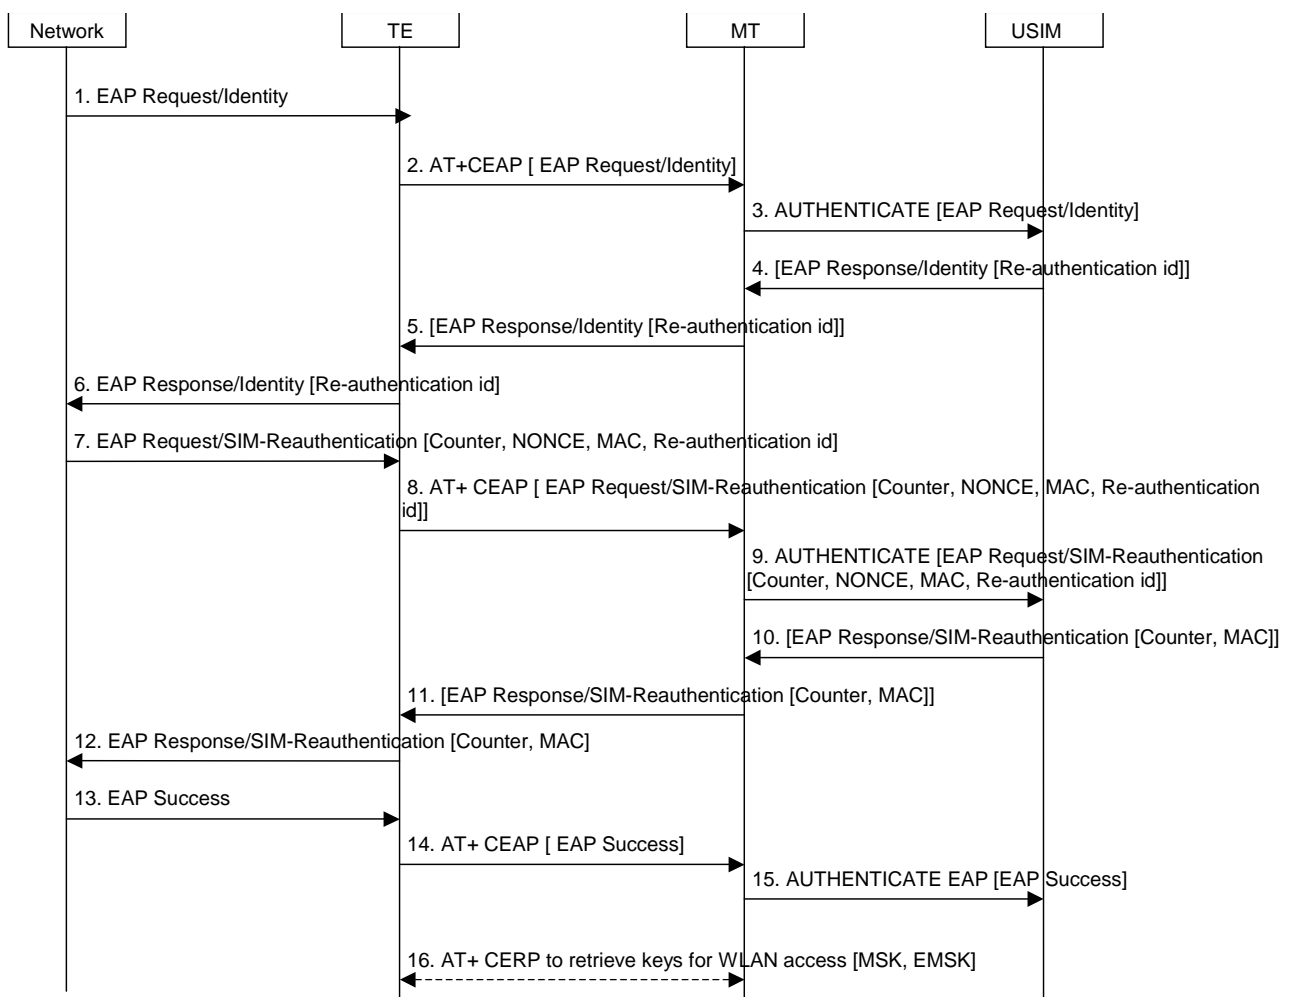 Network
TE
MT
USIM
1. EAP Request/Identity
2. AT+CEAP [ EAP Request/Identity]
3. AUTHENTICATE [EAP Request/Identity]
4. [EAP Response/Identity [Re-authentication id]]
5. [EAP Response/Identity [Re-authentication id]]
6. EAP Response/Identity [Re-authentication id]
7. EAP Request/SIM-Reauthentication [Counter, NONCE, MAC, Re-authentication id]
8. AT+ CEAP [ EAP Request/SIM-Reauthentication [Counter, NONCE, MAC, Re-authentication
id]]
9. AUTHENTICATE [EAP Request/SIM-Reauthentication
[Counter, NONCE, MAC, Re-authentication id]]
10. [EAP Response/SIM-Reauthentication [Counter, MAC]]
11. [EAP Response/SIM-Reauthentication [Counter, MAC]]
12. EAP Response/SIM-Reauthentication [Counter, MAC]
13. EAP Success
14. AT+ CEAP [ EAP Success]
15. AUTHENTICATE EAP [EAP Success]
16. AT+ CERP to retrieve keys for WLAN access [MSK, EMSK]